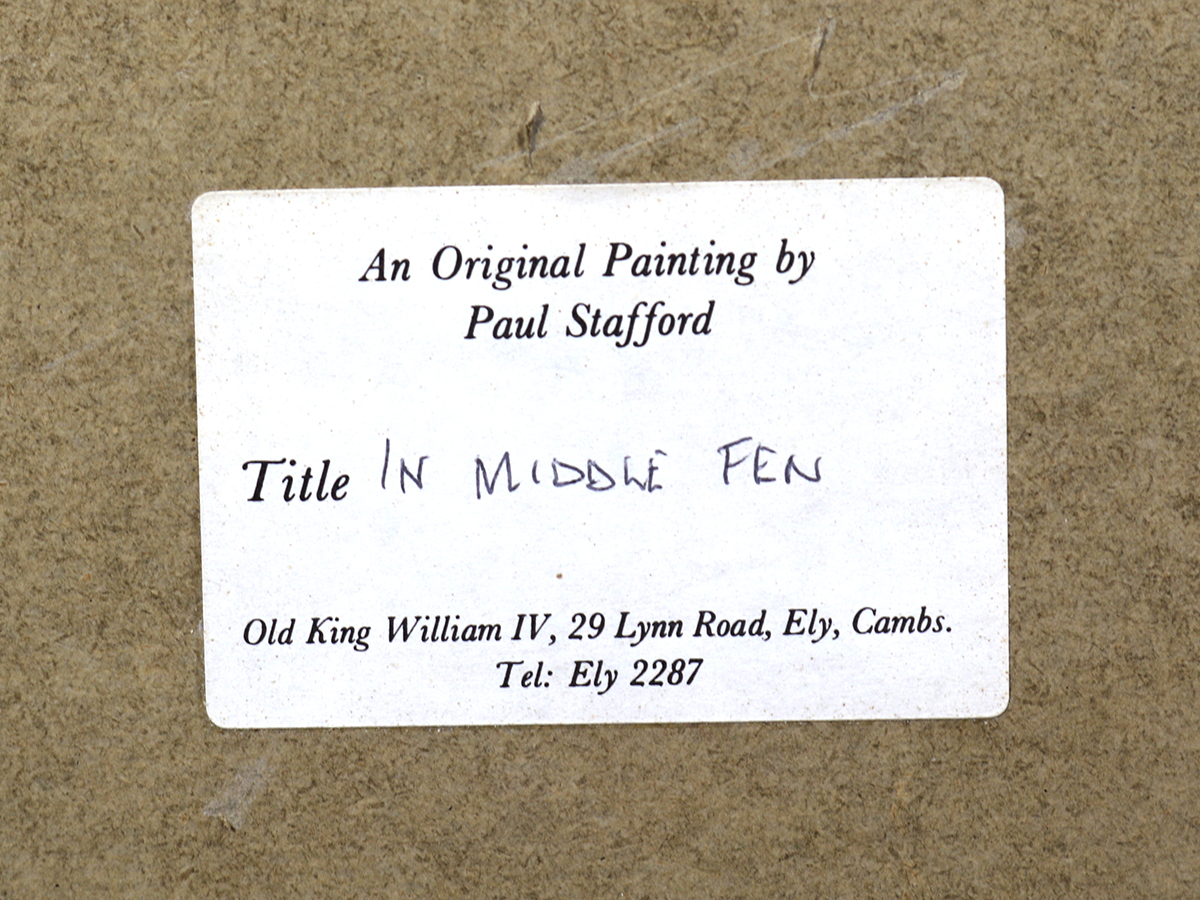 An Original Painting by
Paul Stafford
Title IN MIDDLE FEN
Old King William IV, 29 Lynn Road, Ely, Cambs.
Tel: Ely 2287